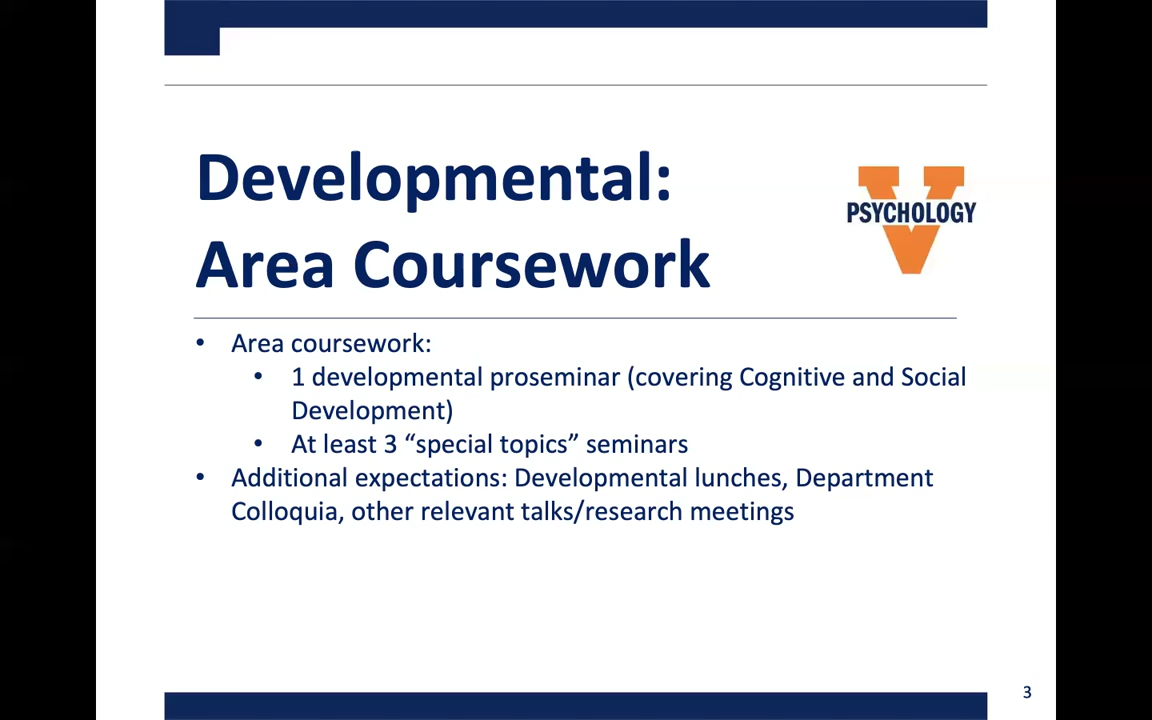 Developmental:
Area Coursework
PSYCHOLOGY
• Area coursework:
• 1 developmental proseminar (covering Cognitive and Social
Development)
• At least 3 “special topics” seminars
• Additional expectations: Developmental lunches, Department
Colloquia, other relevant talks/research meetings
3